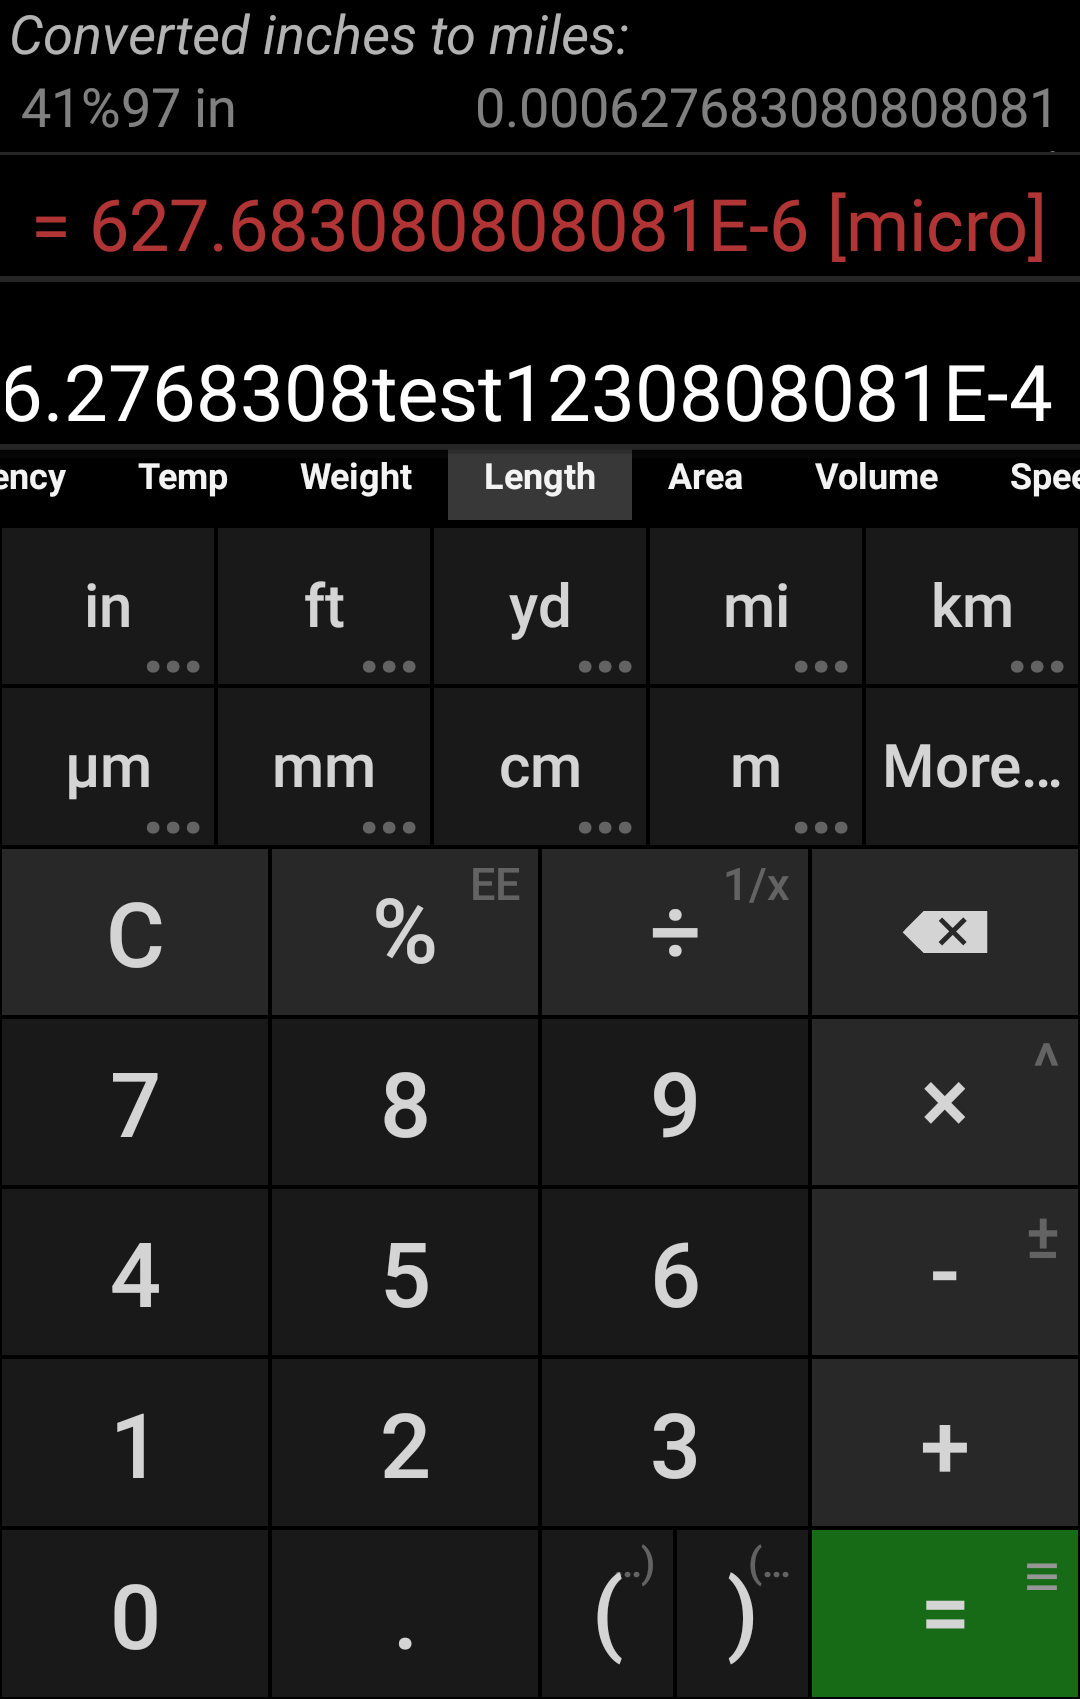 Converted inches to miles:
41%97 in 0.0006276830808081
= 627.683080808081E-6 [micro]
6.2768308test1230808081E-4
ency Temp Weight Length Area Volume Spee
in ft yd mi km
µm mm cm m More...
C % EE ÷ 1/x
7 8 9 × ^
4 5 6 - ±
1 2 3 +
0 . ( ..) ) (... = ≡